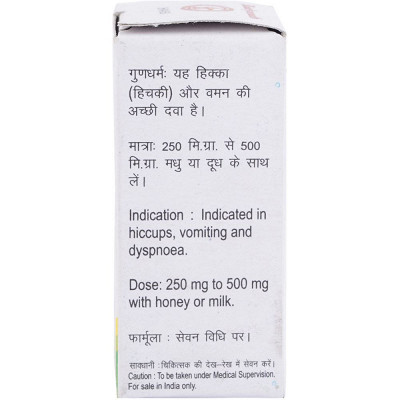 गुणधर्मः यह हिक्का
(हिचकी) और वमन की
अच्छी दवा है।
मात्राः 250 मि.ग्रा. से 500
मि.ग्रा. मधु या दूध के साथ
लें।
Indication : Indicated in
hiccups, vomiting and
dyspnoea.
Dose: 250 mg to 500 mg
with honey or milk.
फार्मूला : सेवन विधि पर।
सावधानी : चिकित्सक की देख–रेख में सेवन करें।
Caution : To be taken under Medical Supervision.
For sale in India only.